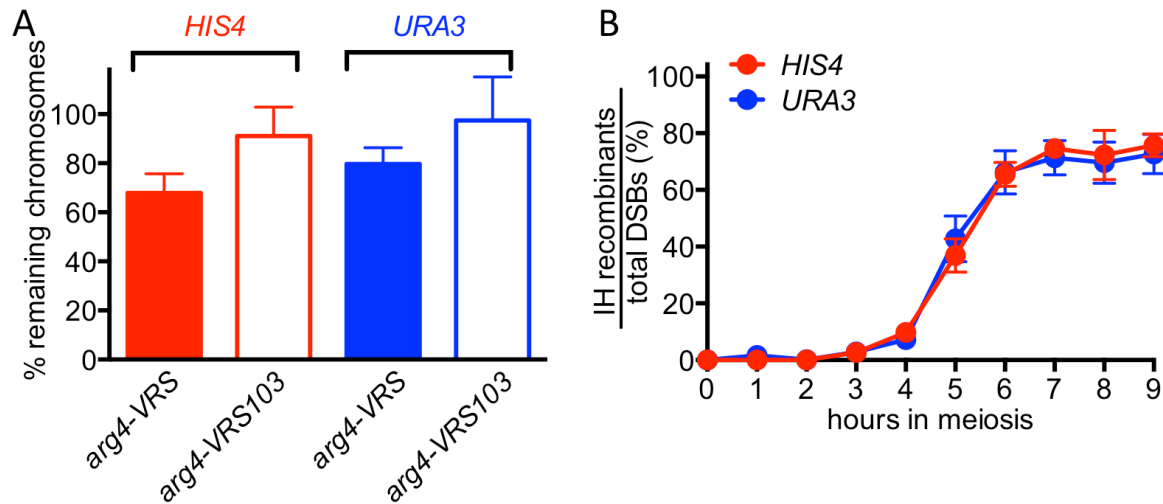 A
HIS4
URA3
% remaining chromosomes
100
80
60
40
20
0
arg4-VRS
arg4-VRS103
arg4-VRS
arg4-VRS103
B
HIS4
URA3
IH recombinants
total DSBs (%)
100
80
60
40
20
0
0 1 2 3 4 5 6 7 8 9
hours in meiosis